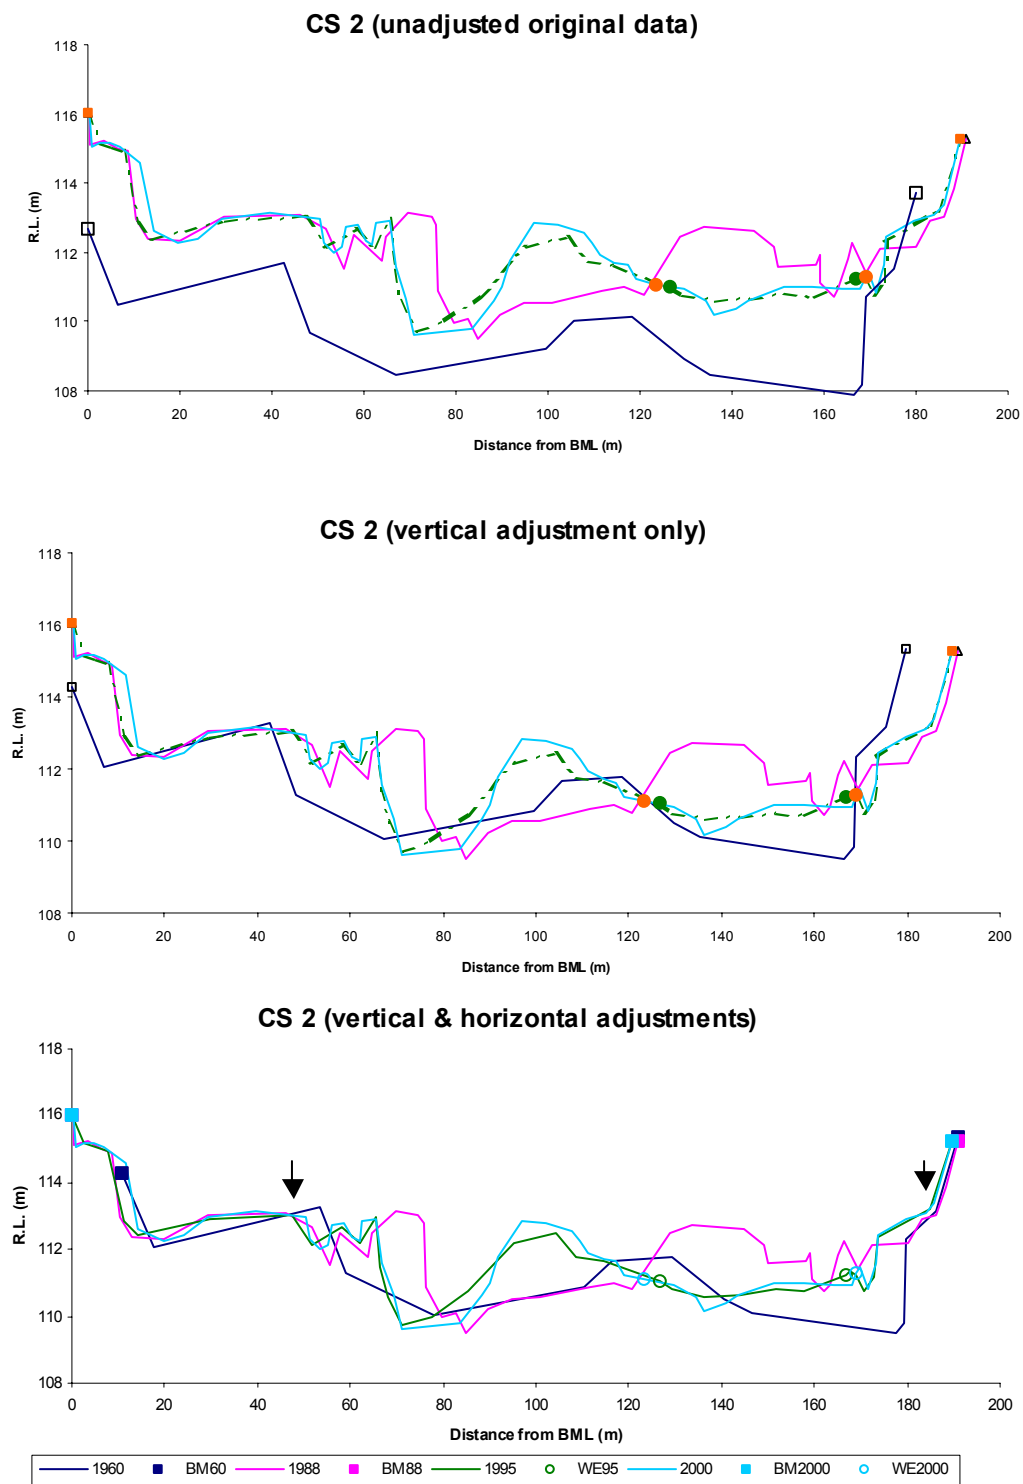 CS 2 (unadjusted original data)
118
116
114
112
110
108
R.L. (m)
0 20 40 60 80 100 120 140 160 180 200
Distance from BML (m)
CS 2 (vertical adjustment only)
118
116
114
112
110
108
R.L. (m)
0 20 40 60 80 100 120 140 160 180 200
Distance from BML (m)
CS 2 (vertical & horizontal adjustments)
118
116
114
112
110
108
R.L. (m)
0 20 40 60 80 100 120 140 160 180 200
Distance from BML (m)
1960 BM60 1988 BM88 1995 WE95 2000 BM2000 WE2000